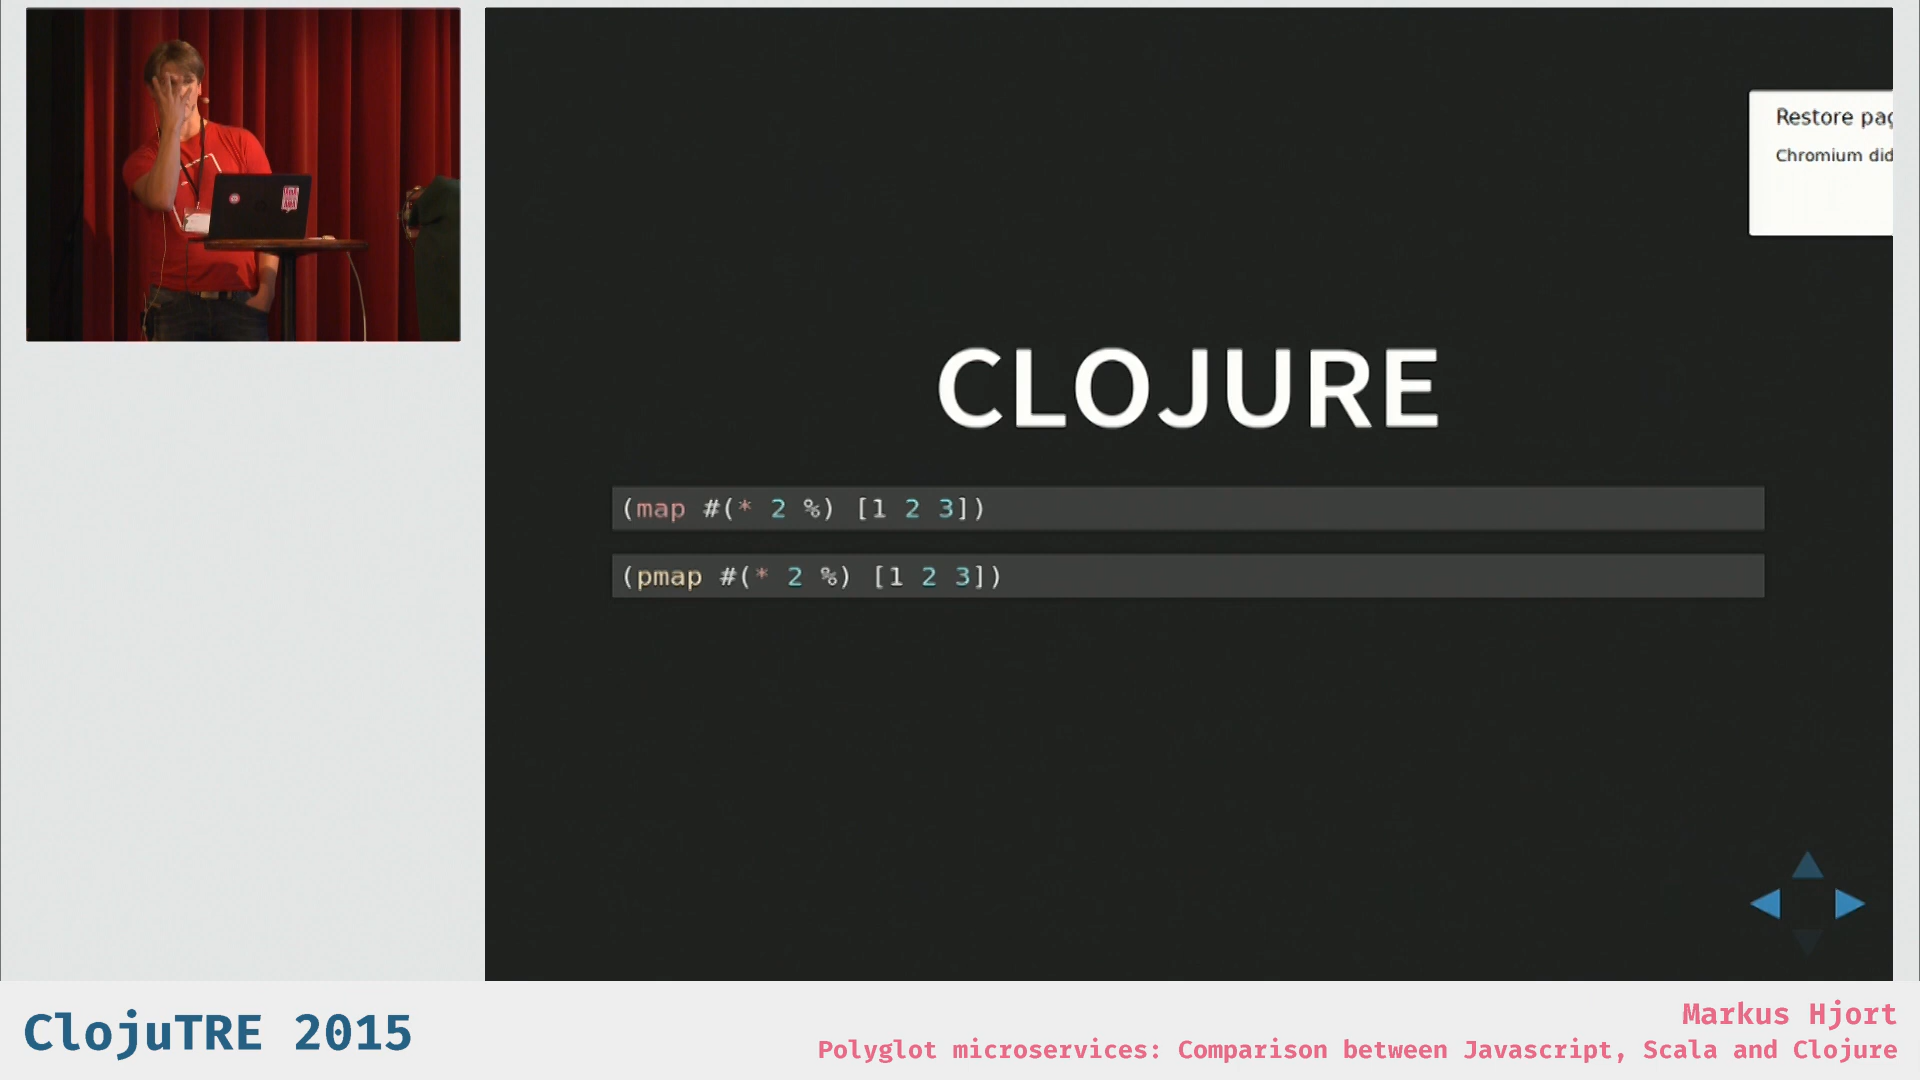 Restore pag
Chromium did
CLOJURE
(map #(* 2 %) [1 2 3])
(pmap #(* 2 %) [1 2 3])
ClojuTRE 2015
Markus Hjort
Polyglot microservices: Comparison between Javascript, Scala and Clojure